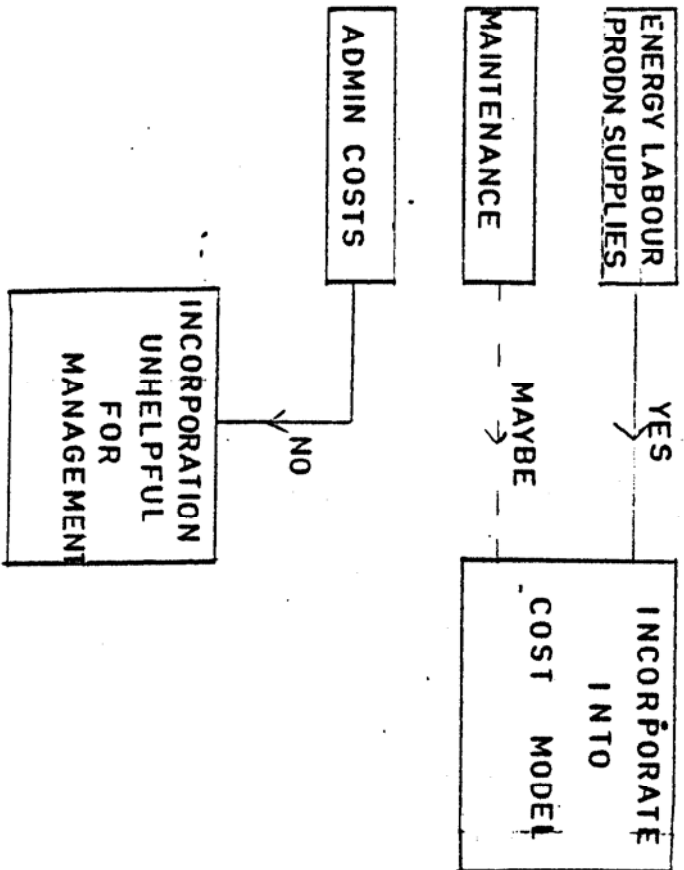 ENERGY LABOUR
PRODN SUPPLIES
YES
INCORPORATE
INTO
COST MODEL
MAINTENANCE
MAYBE
ADMIN COSTS
NO
INCORPORATION
UNHELPFUL
FOR
MANAGEMENT